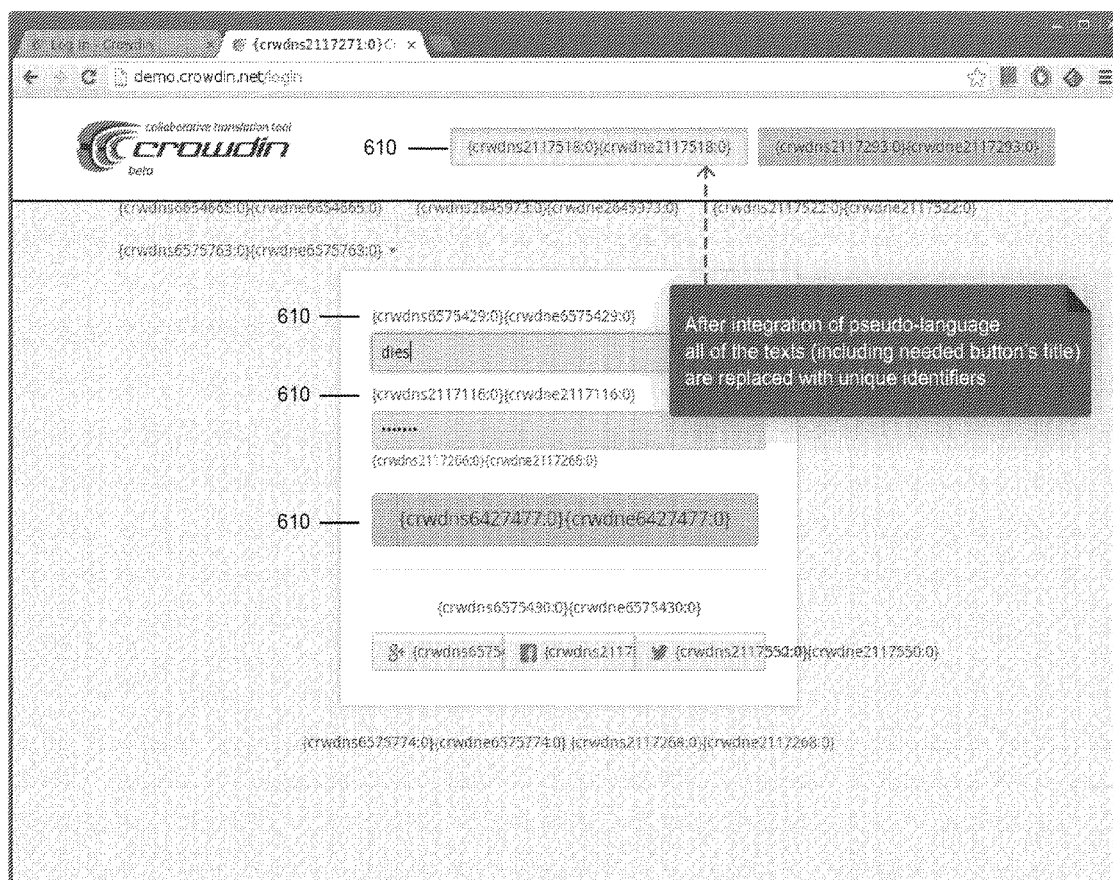 Log in - Crowdin × {crwdns2117271:0}C ×
demo.crowdin.net/login
collaborative translation tool
crowdin
beta
610 {crwdns2117518:0}{crwdne2117518:0} {crwdns2117293:0}{crwdne2117293:0}
{crwdns6654665:0}{crwdne6654665:0} {crwdns2645973:0}{crwdne2645973:0} {crwdns2117522:0}{crwdne2117522:0}
{crwdns6575763:0}{crwdne6575763:0}
610 {crwdns6575429:0}{crwdne6575429:0}
dies
After integration of pseudo-language
all of the texts (including needed button's title)
are replaced with unique identifiers
610 {crwdns2117116:0}{crwdne2117116:0}
•••••••
{crwdns2117266:0}{crwdne2117266:0}
610 {crwdns6427477:0}{crwdne6427477:0}
{crwdns6575430:0}{crwdne6575430:0}
g+ {crwdns6575 f {crwdns2117 {crwdns2117550:0}{crwdne2117550:0}
{crwdns6575774:0}{crwdne6575774:0} {crwdns2117268:0}{crwdne2117268:0}